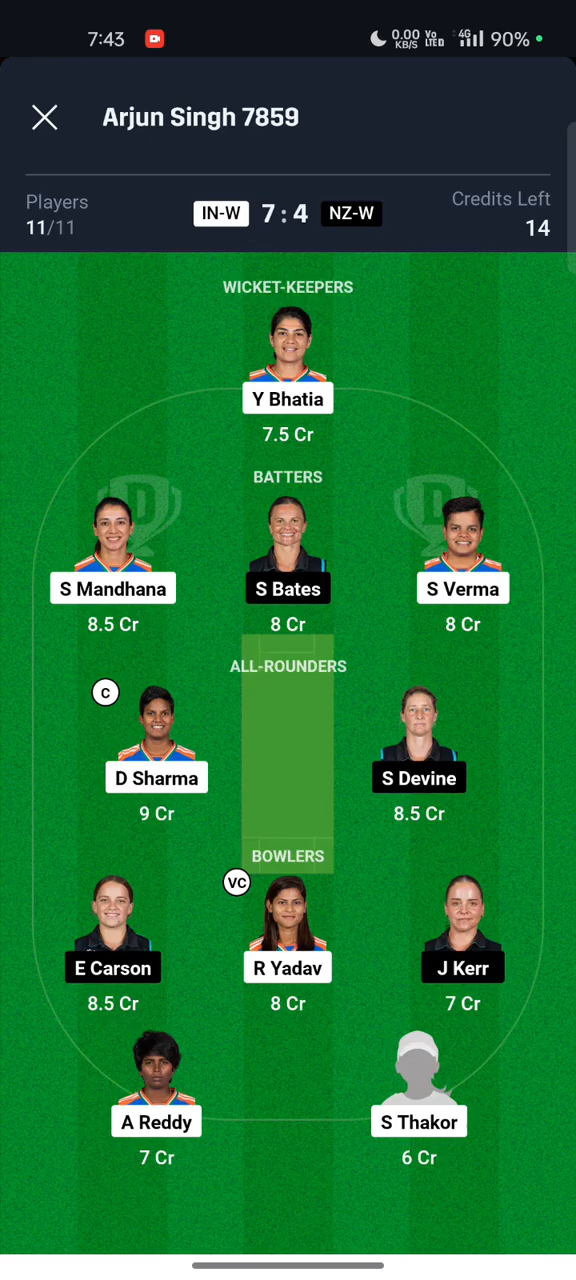 7:43 0.00 KB/S Vo LTED 4G 90%
Arjun Singh 7859
Players Credits Left
11/11 IN-W 7 : 4 NZ-W 14
WICKET-KEEPERS
Y Bhatia
7.5 Cr
BATTERS
S Mandhana S Bates S Verma
8.5 Cr 8 Cr 8 Cr
ALL-ROUNDERS
C
D Sharma S Devine
9 Cr 8.5 Cr
BOWLERS
VC
E Carson R Yadav J Kerr
8.5 Cr 8 Cr 7 Cr
A Reddy S Thakor
7 Cr 6 Cr